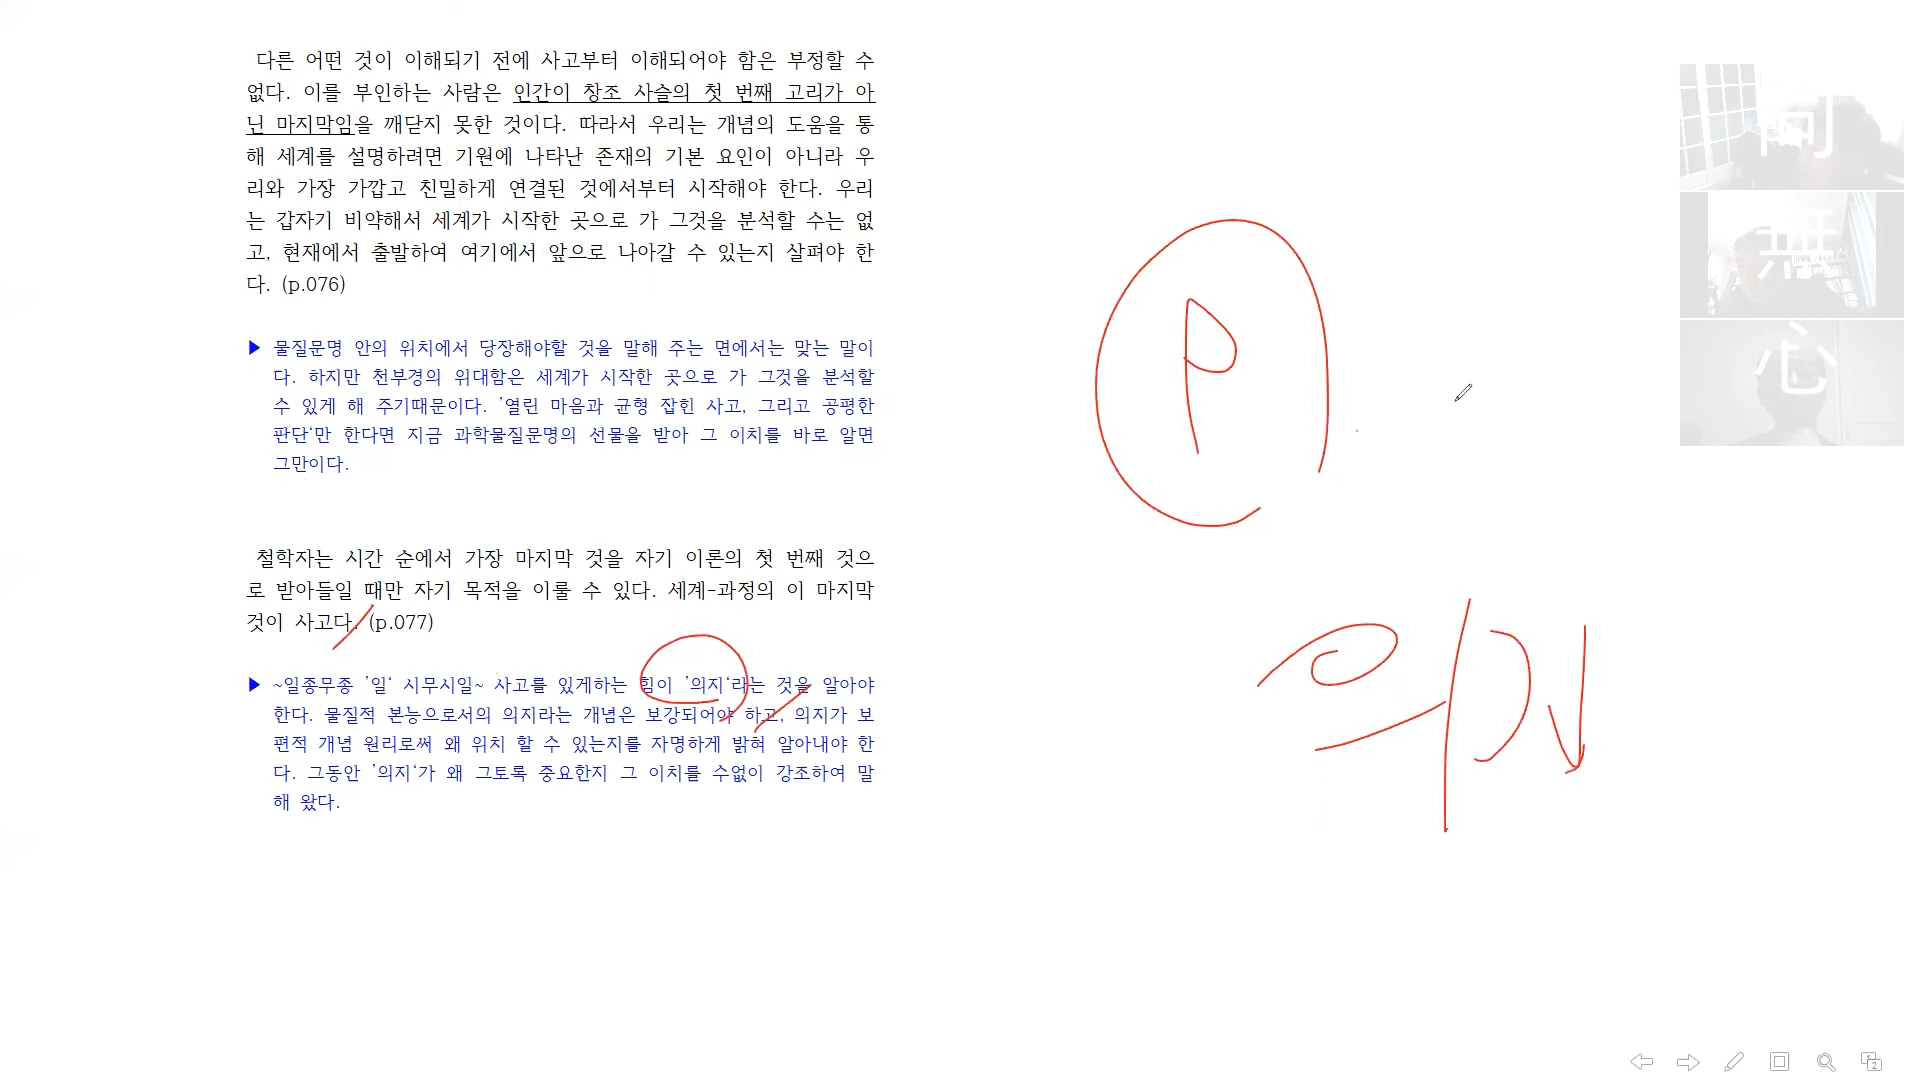 다른 어떤 것이 이해되기 전에 사고부터 이해되어야 함은 부정할 수
없다. 이를 부인하는 사람은 인간이 창조 사슬의 첫 번째 고리가 아
닌 마지막임을 깨닫지 못한 것이다. 따라서 우리는 개념의 도움을 통
해 세계를 설명하려면 기원에 나타난 존재의 기본 요인이 아니라 우
리와 가장 가깝고 친밀하게 연결된 것에서부터 시작해야 한다. 우리
는 갑자기 비약해서 세계가 시작한 곳으로 가 그것을 분석할 수는 없
고, 현재에서 출발하여 여기에서 앞으로 나아갈 수 있는지 살펴야 한
다. (p.076)
▶ 물질문명 안의 위치에서 당장해야할 것을 말해 주는 면에서는 맞는 말이
다. 하지만 천부경의 위대함은 세계가 시작한 곳으로 가 그것을 분석할
수 있게 해 주기때문이다. '열린 마음과 균형 잡힌 사고, 그리고 공평한
판단'만 한다면 지금 과학물질문명의 선물을 받아 그 이치를 바로 알면
그만이다.
철학자는 시간 순에서 가장 마지막 것을 자기 이론의 첫 번째 것으
로 받아들일 때만 자기 목적을 이룰 수 있다. 세계-과정의 이 마지막
것이 사고다. (p.077)
▶ ~일종무종 '일' 시무시일~ 사고를 있게하는 힘이 '의지'라는 것을 알아야
한다. 물질적 본능으로서의 의지라는 개념은 보강되어야 하고, 의지가 보
편적 개념 원리로써 왜 위치 할 수 있는지를 자명하게 밝혀 알아내야 한
다. 그동안 '의지'가 왜 그토록 중요한지 그 이치를 수없이 강조하여 말
해 왔다.
P
의지
問
無
心